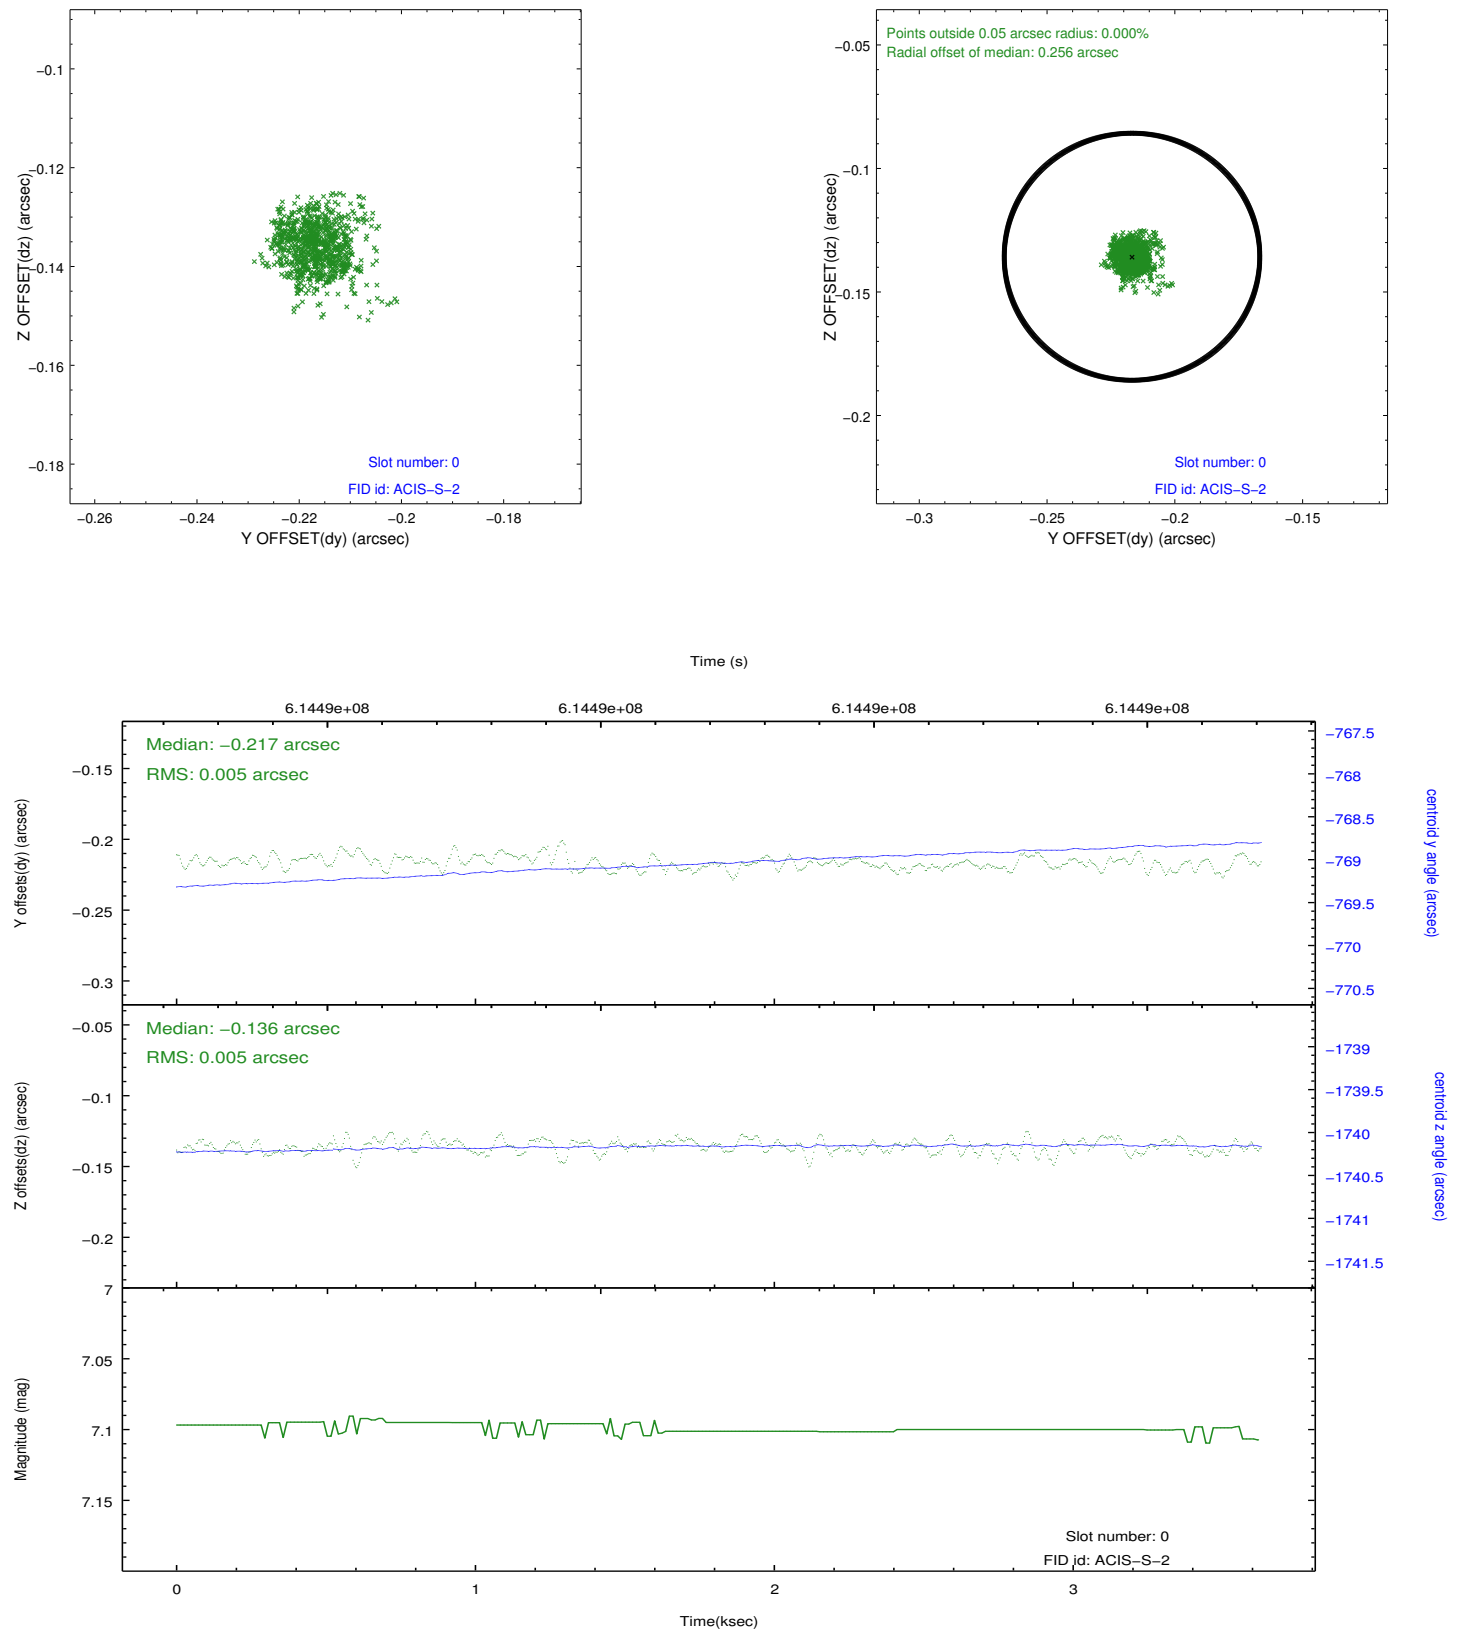 −0.1
−0.12
−0.14
−0.16
−0.18
Z OFFSET(dz) (arcsec)
Slot number: 0
FID id: ACIS−S−2
−0.26
−0.24
−0.22
−0.2
−0.18
Y OFFSET(dy) (arcsec)
Points outside 0.05 arcsec radius: 0.000%
Radial offset of median: 0.256 arcsec
−0.05
−0.1
−0.15
−0.2
Z OFFSET(dz) (arcsec)
Slot number: 0
FID id: ACIS−S−2
−0.3
−0.25
−0.2
−0.15
Y OFFSET(dy) (arcsec)
Time (s)
6.1449e+08
6.1449e+08
6.1449e+08
6.1449e+08
Median: −0.217 arcsec
RMS: 0.005 arcsec
−0.15
−0.2
−0.25
−0.3
Y offsets(dy) (arcsec)
−767.5
−768
−768.5
−769
−769.5
−770
−770.5
centroid y angle (arcsec)
Median: −0.136 arcsec
RMS: 0.005 arcsec
−0.05
−0.1
−0.15
−0.2
Z offsets(dz) (arcsec)
−1739
−1739.5
−1740
−1740.5
−1741
−1741.5
centroid z angle (arcsec)
7
7.05
7.1
7.15
Magnitude (mag)
Slot number: 0
FID id: ACIS−S−2
0
1
2
3
Time(ksec)